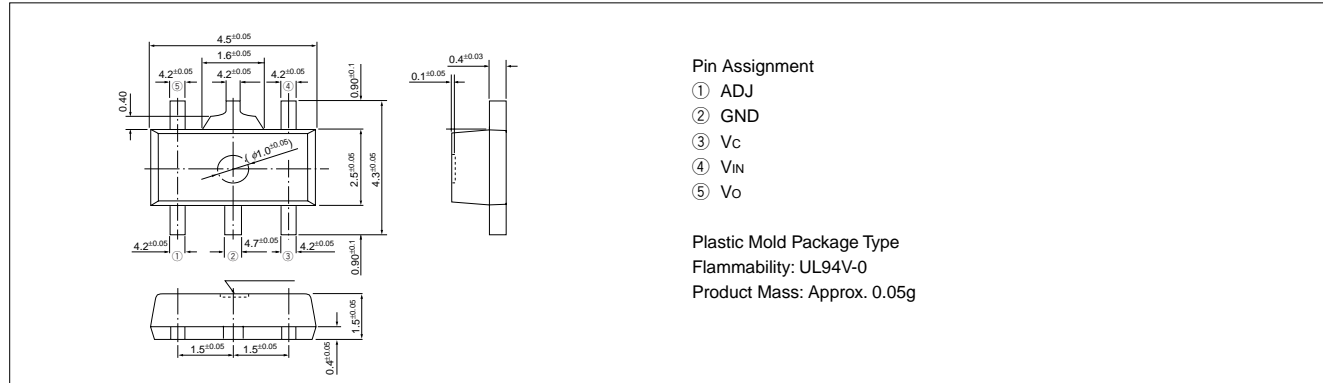 4.5±0.05
1.6±0.05
4.2±0.05
4.2±0.05
4.2±0.05
⑤
④
0.40
0.90±0.1
( φ1.0±0.05
2.5±0.05
4.3±0.05
4.2±0.05
4.7±0.05
4.2±0.05
①
②
③
0.90±0.1
0.4±0.03
0.1±0.05
1.5±0.05
1.5±0.05
1.5±0.05
0.4±0.05
Pin Assignment
① ADJ
② GND
③ VC
④ VIN
⑤ VO
Plastic Mold Package Type
Flammability: UL94V-0
Product Mass: Approx. 0.05g